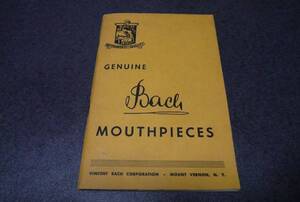 GENUINE
Bach
MOUTHPIECES
VINCENT BACH CORPORATION - MOUNT VERNON, N. Y.